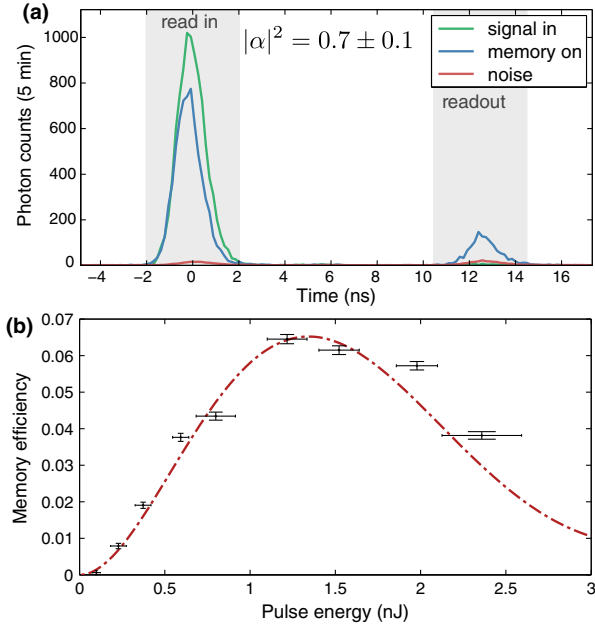 (a)
read in
|α|² = 0.7 ± 0.1
signal in
memory on
noise
readout
Photon counts (5 min)
1000
800
600
400
200
0
−4 −2 0 2 4 6 8 10 12 14 16
Time (ns)
(b)
Memory efficiency
0.07
0.06
0.05
0.04
0.03
0.02
0.01
0
0 0.5 1 1.5 2 2.5 3
Pulse energy (nJ)